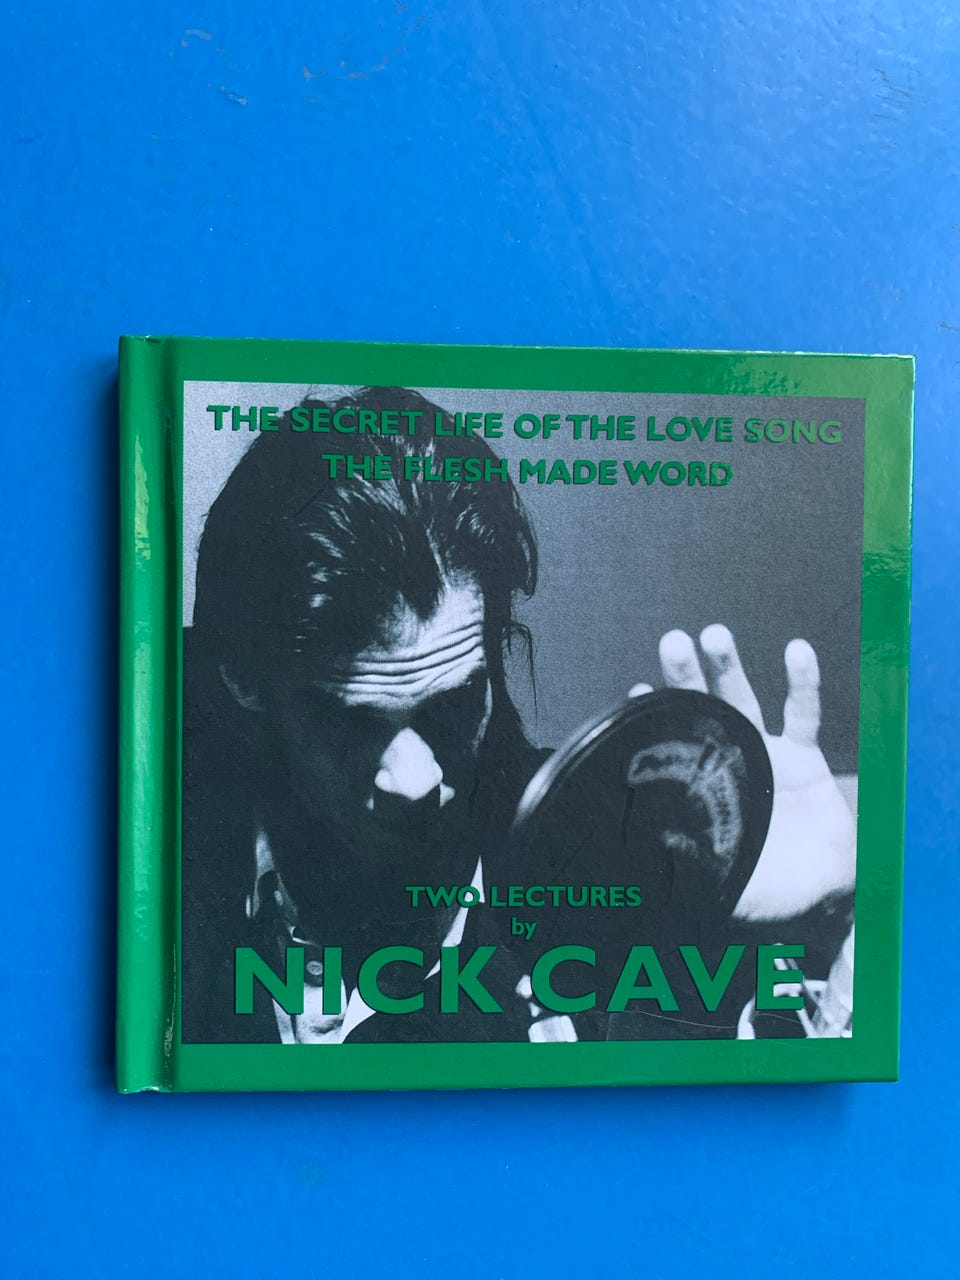 THE SECRET LIFE OF THE LOVE SONG
THE FLESH MADE WORD
TWO LECTURES
by
NICK CAVE